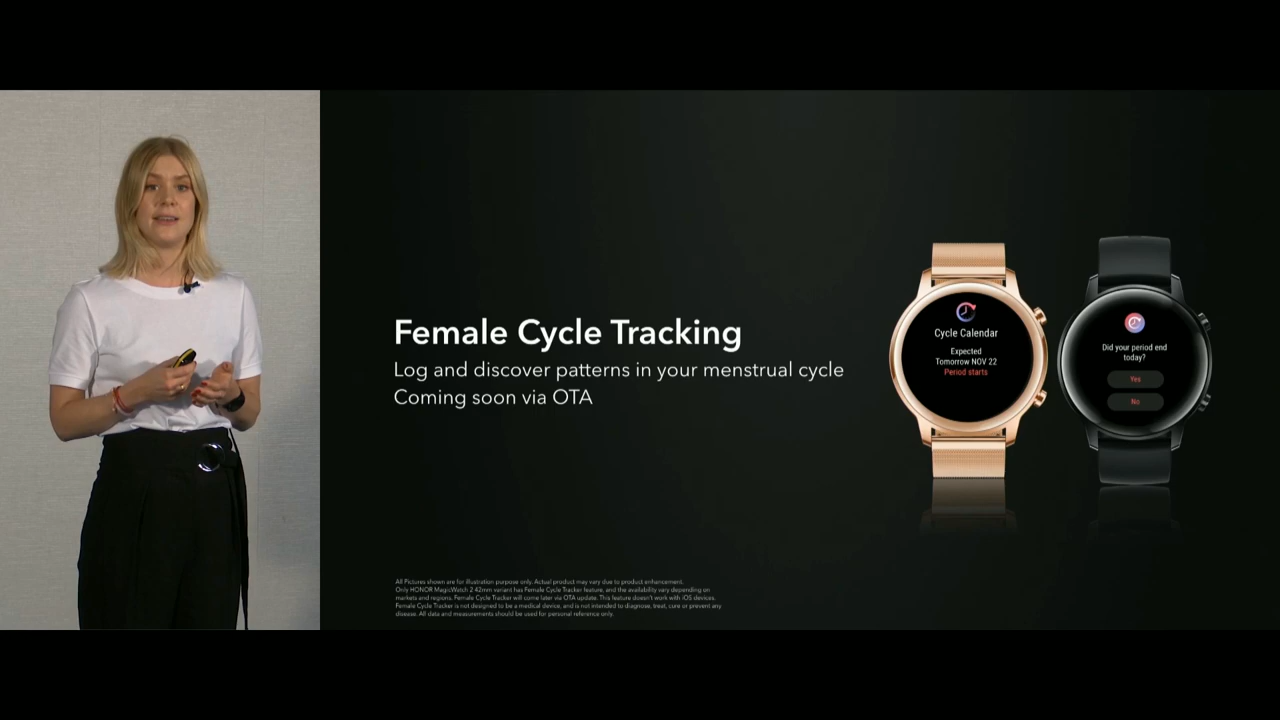 Female Cycle Tracking
Log and discover patterns in your menstrual cycle
Coming soon via OTA
Cycle Calendar
Expected
Tomorrow NOV 22
Period starts
Did your period end
today?
Yes
No
All Pictures shown are for illustration purpose only. Actual product may vary due to product enhancement.
Only HONOR MagicWatch 2 42mm variant has Female Cycle Tracker feature, and the availability vary depending on
markets and regions. Female Cycle Tracker will come later via OTA update. This feature doesn't work with iOS devices.
Female Cycle Tracker is not designed to be a medical device, and is not intended to diagnose, treat, cure or prevent any
disease. All data and measurements should be used for personal reference only.